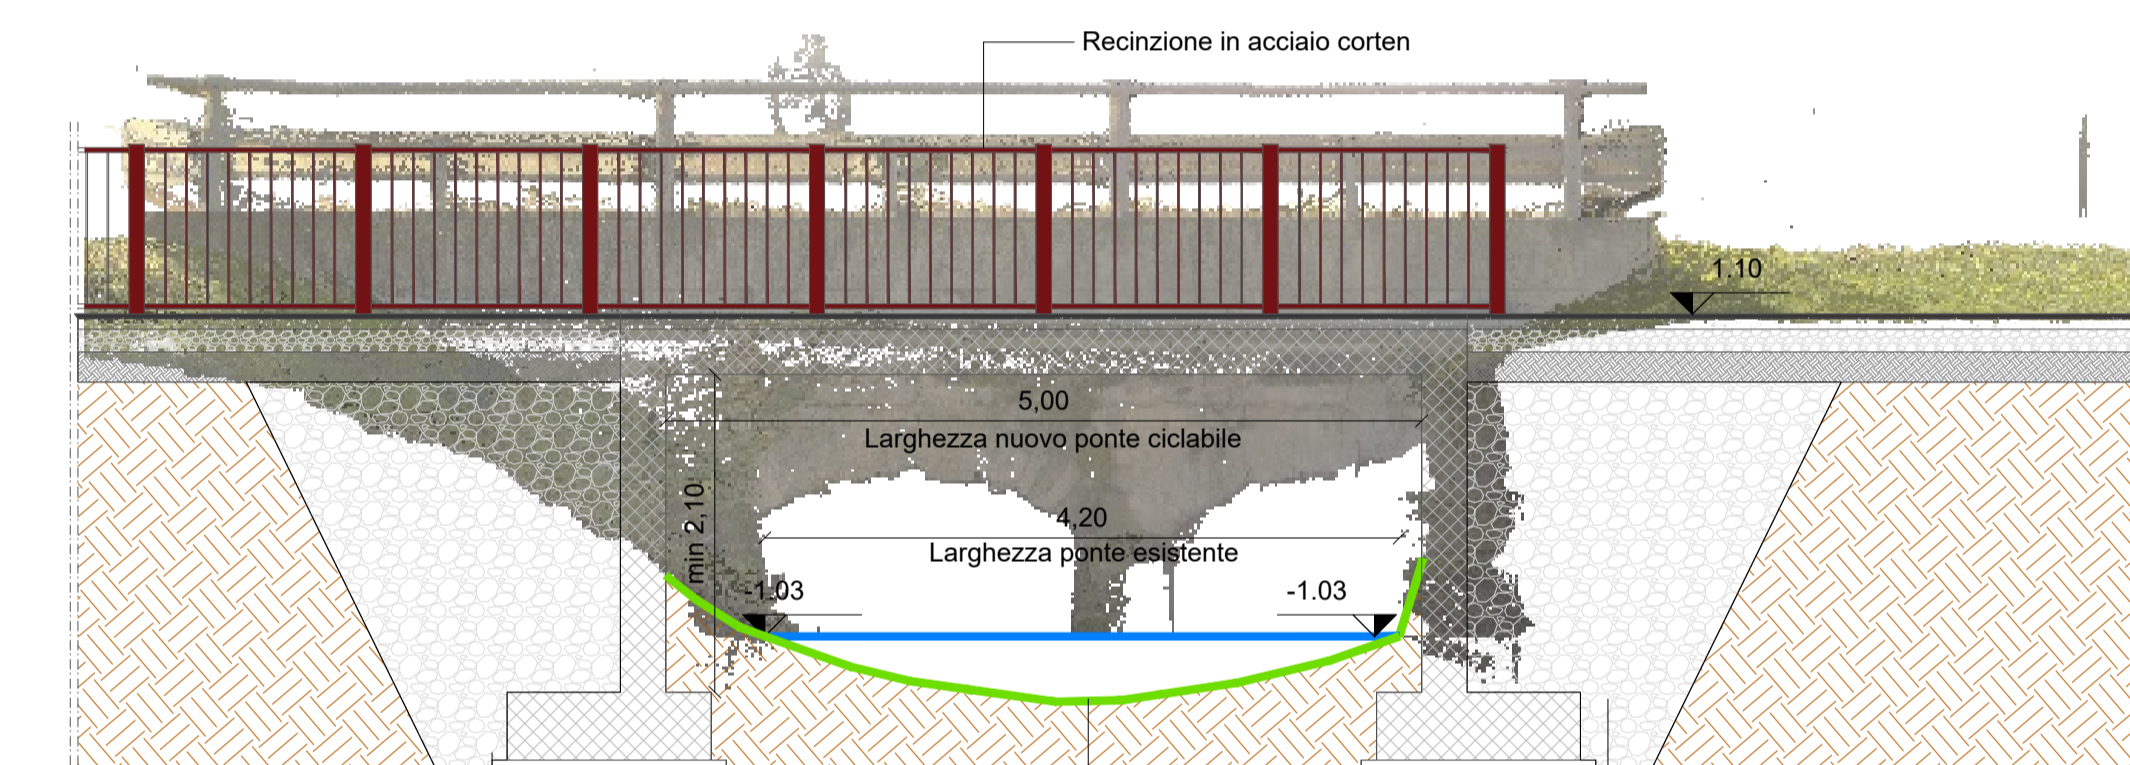 Recinzione in acciaio corten
1.10
5,00
Larghezza nuovo ponte ciclabile
min 2,10
4,20
Larghezza ponte esistente
-1.03
-1.03